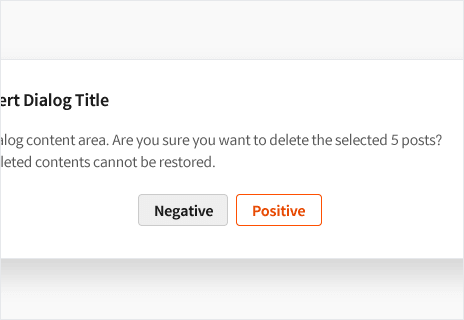 ert Dialog Title
alog content area. Are you sure you want to delete the selected 5 posts?
leted contents cannot be restored.
Negative Positive